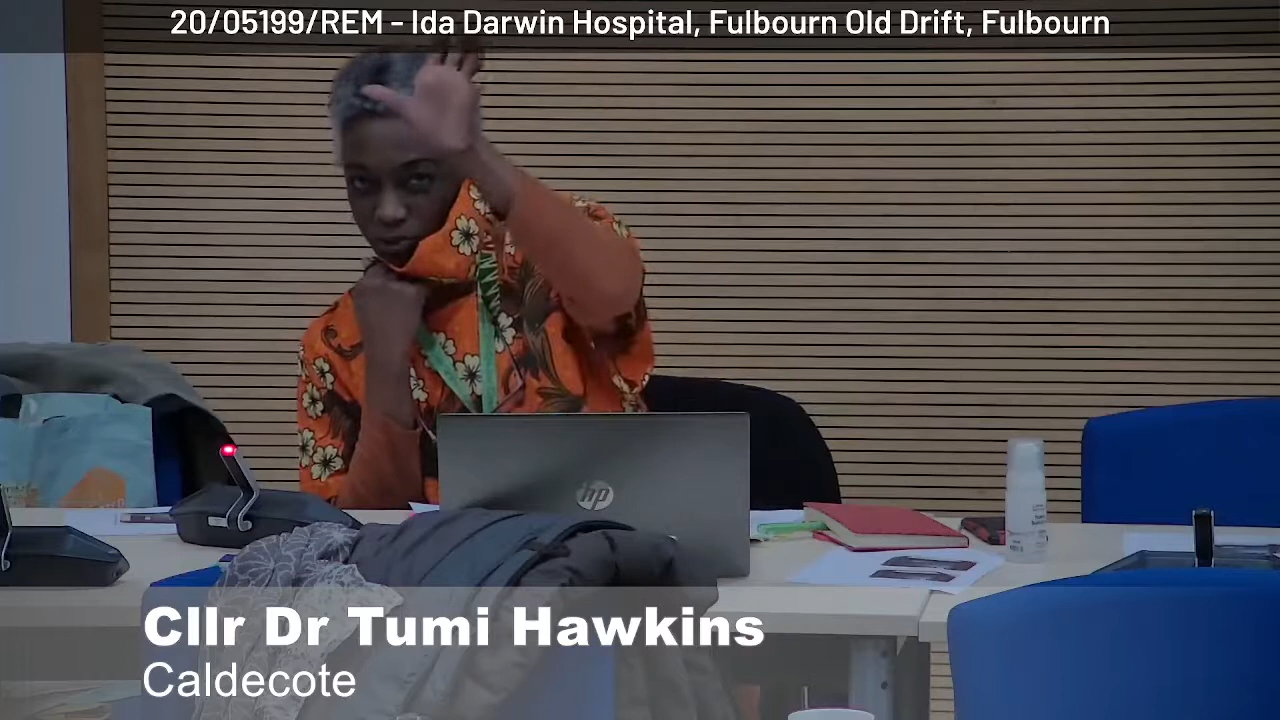 20/05199/REM – Ida Darwin Hospital, Fulbourn Old Drift, Fulbourn
hp
Cllr Dr Tumi Hawkins
Caldecote